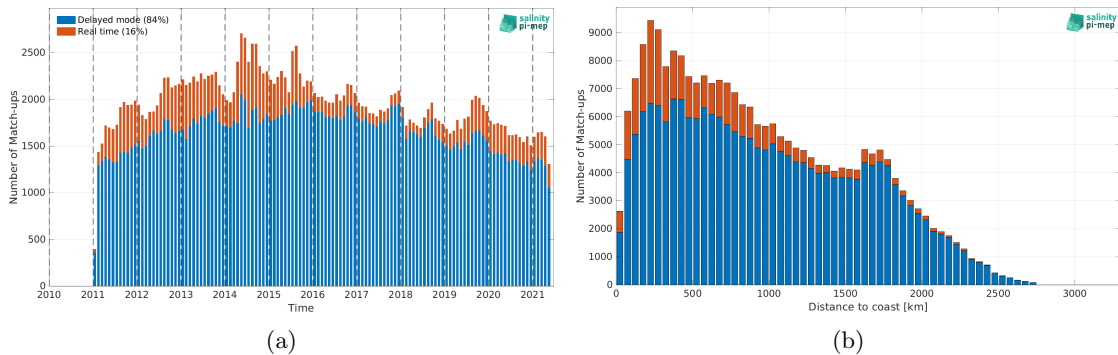 Delayed mode (84%)
Real time (16%)
salinity
pi-mep
Number of Match-ups
2500
2000
1500
1000
500
0
2010 2011 2012 2013 2014 2015 2016 2017 2018 2019 2020 2021
Time
(a)
salinity
pi-mep
Number of Match-ups
9000
8000
7000
6000
5000
4000
3000
2000
1000
0
0 500 1000 1500 2000 2500 3000
Distance to coast [km]
(b)